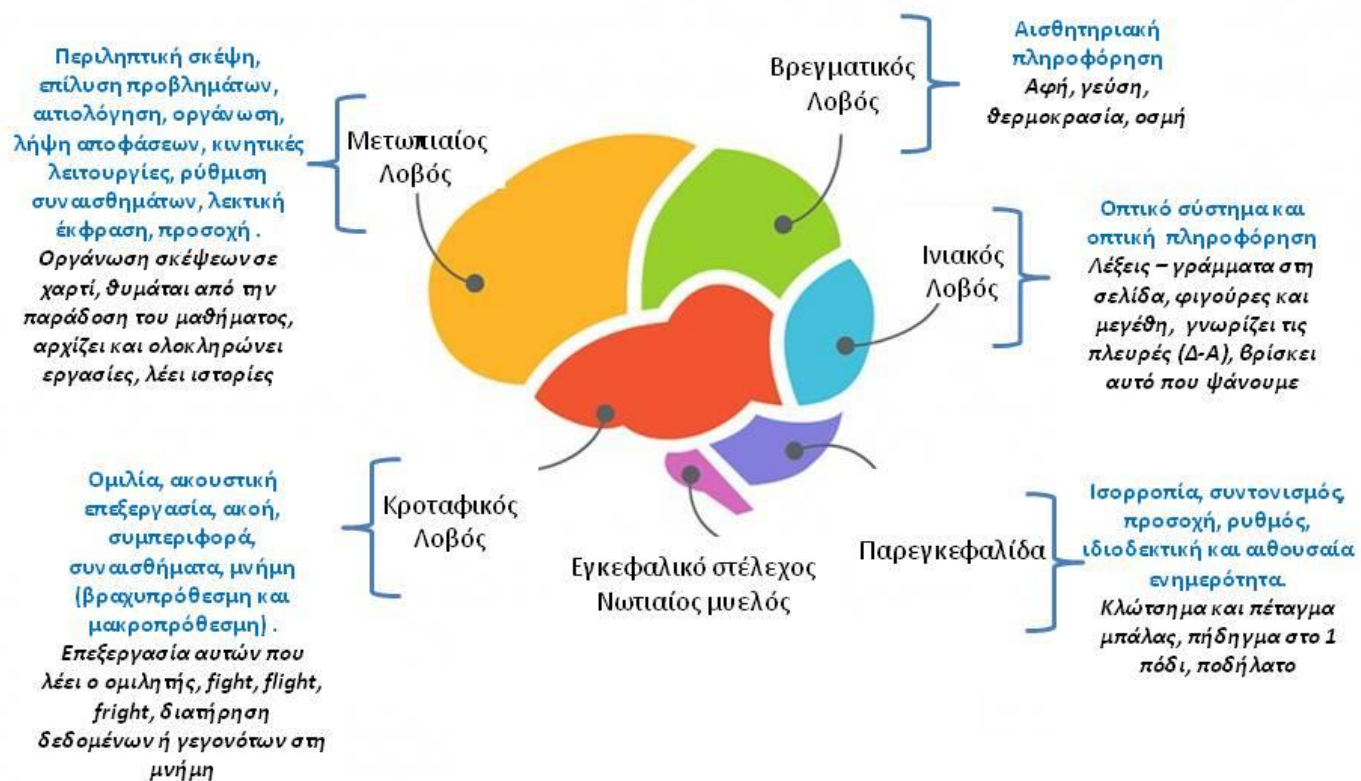 Περιληπτική σκέψη,
επίλυση προβλημάτων,
αιτιολόγηση, οργάνωση,
λήψη αποφάσεων, κινητικές
λειτουργίες, ρύθμιση
συναισθημάτων, λεκτική
έκφραση, προσοχή .
Οργάνωση σκέψεων σε
χαρτί, θυμάται από την
παράδοση του μαθήματος,
αρχίζει και ολοκληρώνει
εργασίες, λέει ιστορίες
Μετωπιαίος
Λοβός
Βρεγματικός
Λοβός
Αισθητηριακή
πληροφόρηση
Αφή, γεύση,
θερμοκρασία, οσμή
Ινιακός
Λοβός
Οπτικό σύστημα και
οπτική πληροφόρηση
Λέξεις – γράμματα στη
σελίδα, φιγούρες και
μεγέθη, γνωρίζει τις
πλευρές (Δ-Α), βρίσκει
αυτό που ψάνουμε
Ομιλία, ακουστική
επεξεργασία, ακοή,
συμπεριφορά,
συναισθήματα, μνήμη
(βραχυπρόθεσμη και
μακροπρόθεσμη) .
Επεξεργασία αυτών που
λέει ο ομιλητής, fight, flight,
fright, διατήρηση
δεδομένων ή γεγονότων στη
μνήμη
Κροταφικός
Λοβός
Εγκεφαλικό στέλεχος
Νωτιαίος μυελός
Παρεγκεφαλίδα
Ισορροπία, συντονισμός,
προσοχή, ρυθμός,
ιδιοδεκτική και αιθουσαία
ενημερότητα.
Κλώτσημα και πέταγμα
μπάλας, πήδηγμα στο 1
πόδι, ποδήλατο